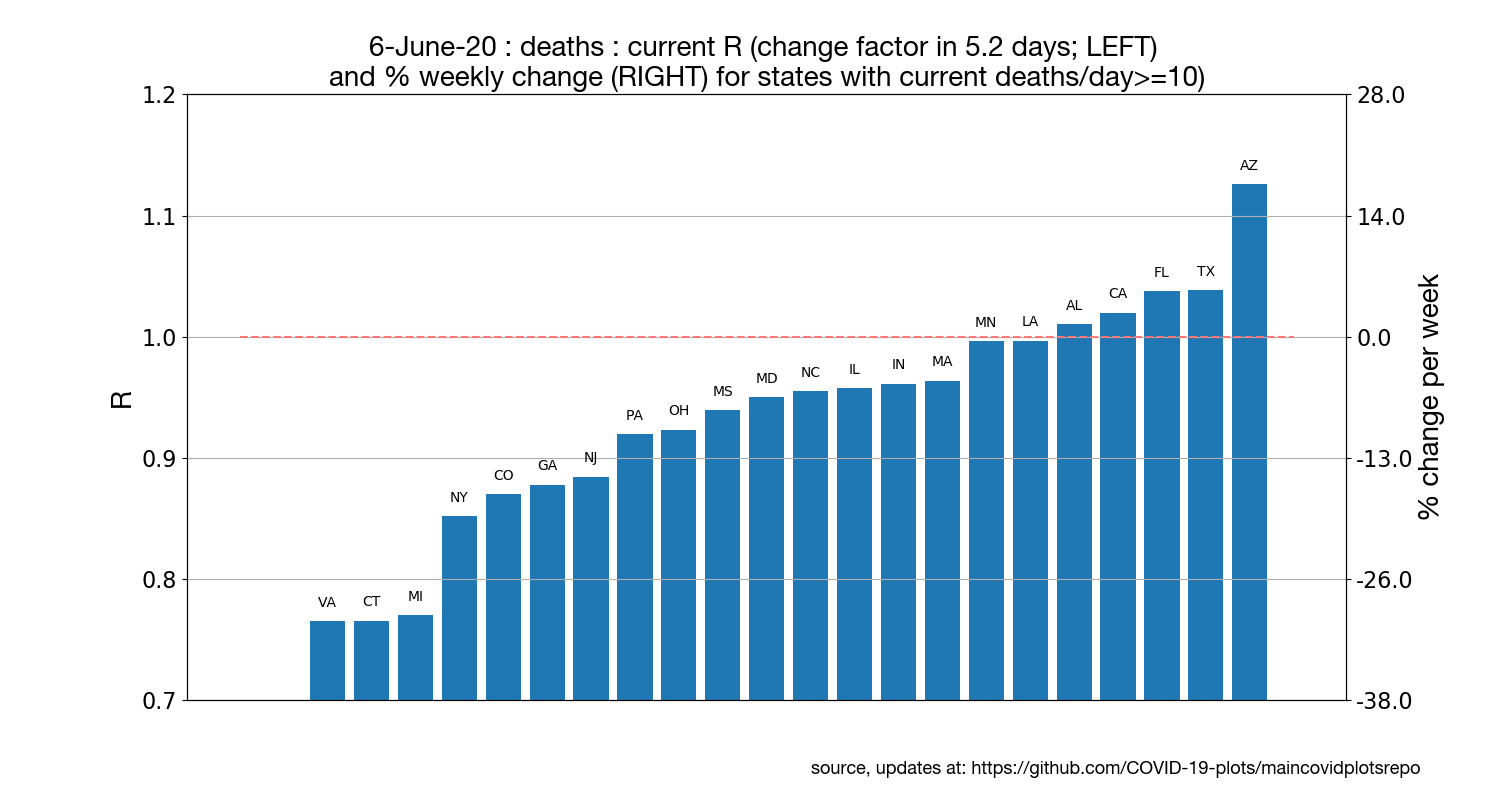 6-June-20 : deaths : current R (change factor in 5.2 days; LEFT)
and % weekly change (RIGHT) for states with current deaths/day>=10)
1.2
1.1
1.0
0.9
0.8
0.7
R
VA
CT
MI
NY
CO
GA
NJ
PA
OH
MS
MD
NC
IL
IN
MA
MN
LA
AL
CA
FL
TX
AZ
28.0
14.0
0.0
-13.0
-26.0
-38.0
% change per week
source, updates at: https://github.com/COVID-19-plots/maincovidplotsrepo